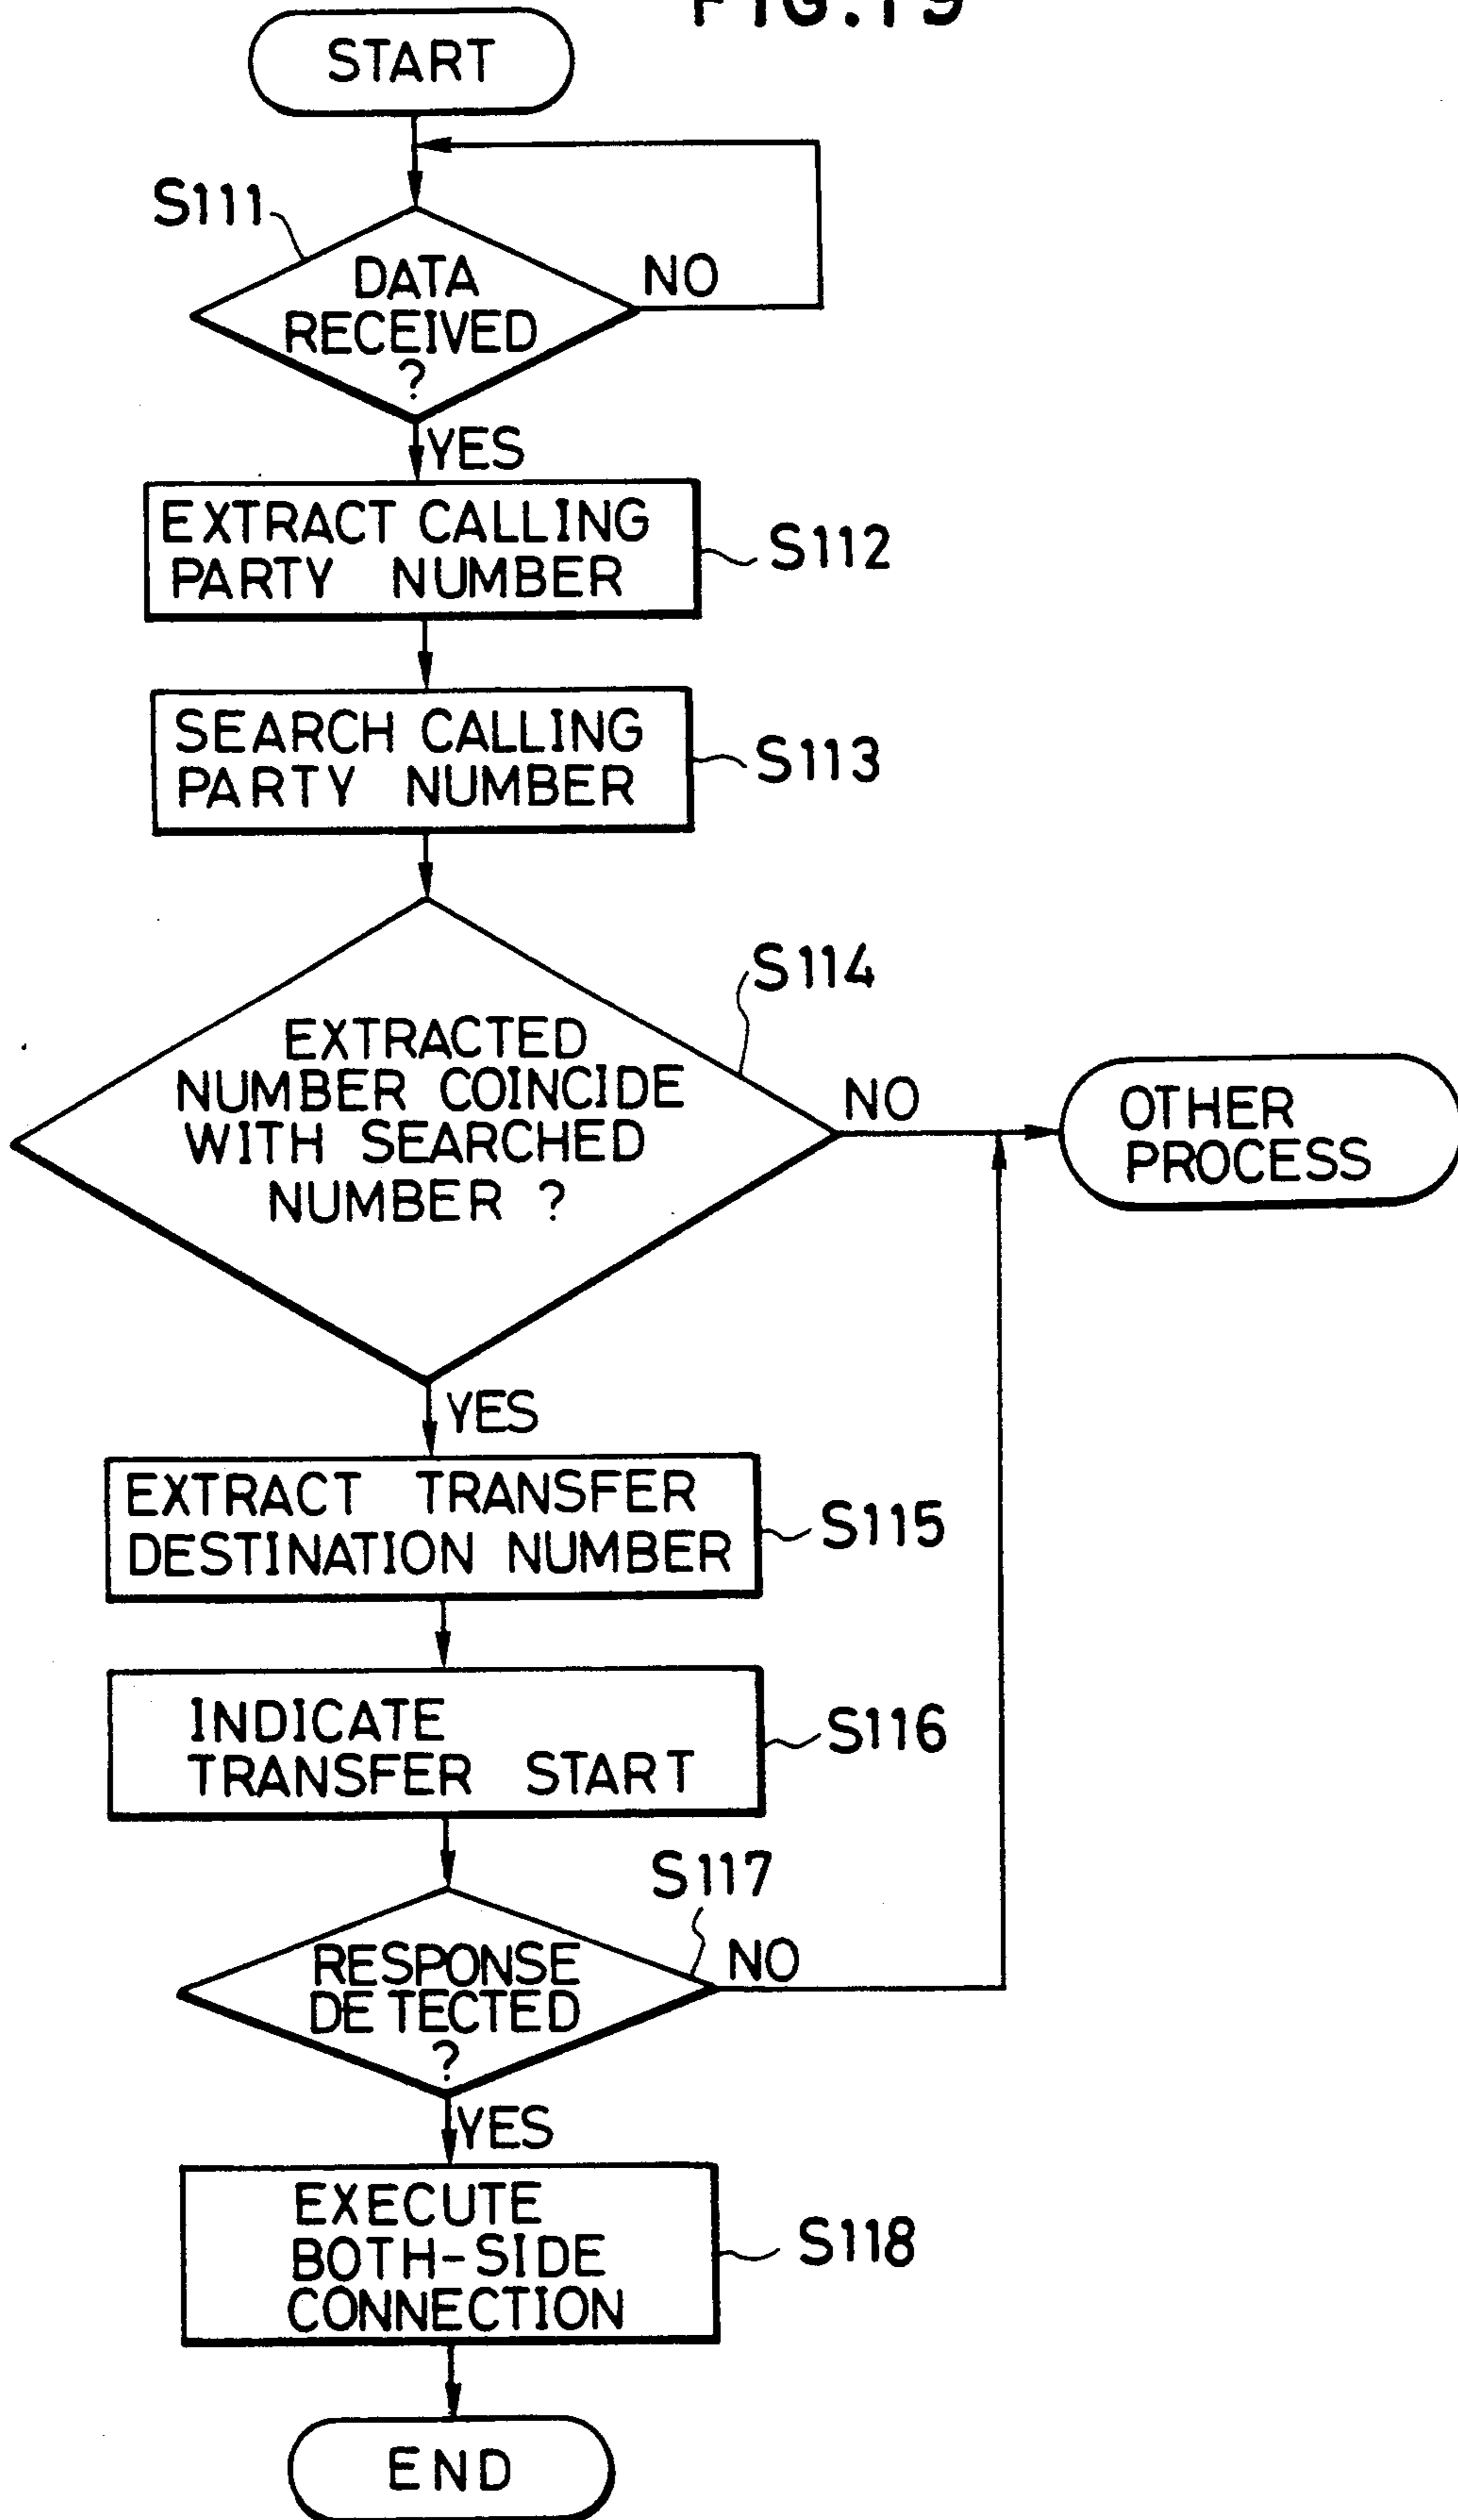 START
S111
DATA
RECEIVED
?
NO
YES
EXTRACT CALLING
PARTY NUMBER
S112
SEARCH CALLING
PARTY NUMBER
S113
S114
EXTRACTED
NUMBER COINCIDE
WITH SEARCHED
NUMBER ?
NO
OTHER
PROCESS
YES
EXTRACT TRANSFER
DESTINATION NUMBER
S115
INDICATE
TRANSFER START
S116
S117
RESPONSE
DETECTED
?
NO
YES
EXECUTE
BOTH-SIDE
CONNECTION
S118
END